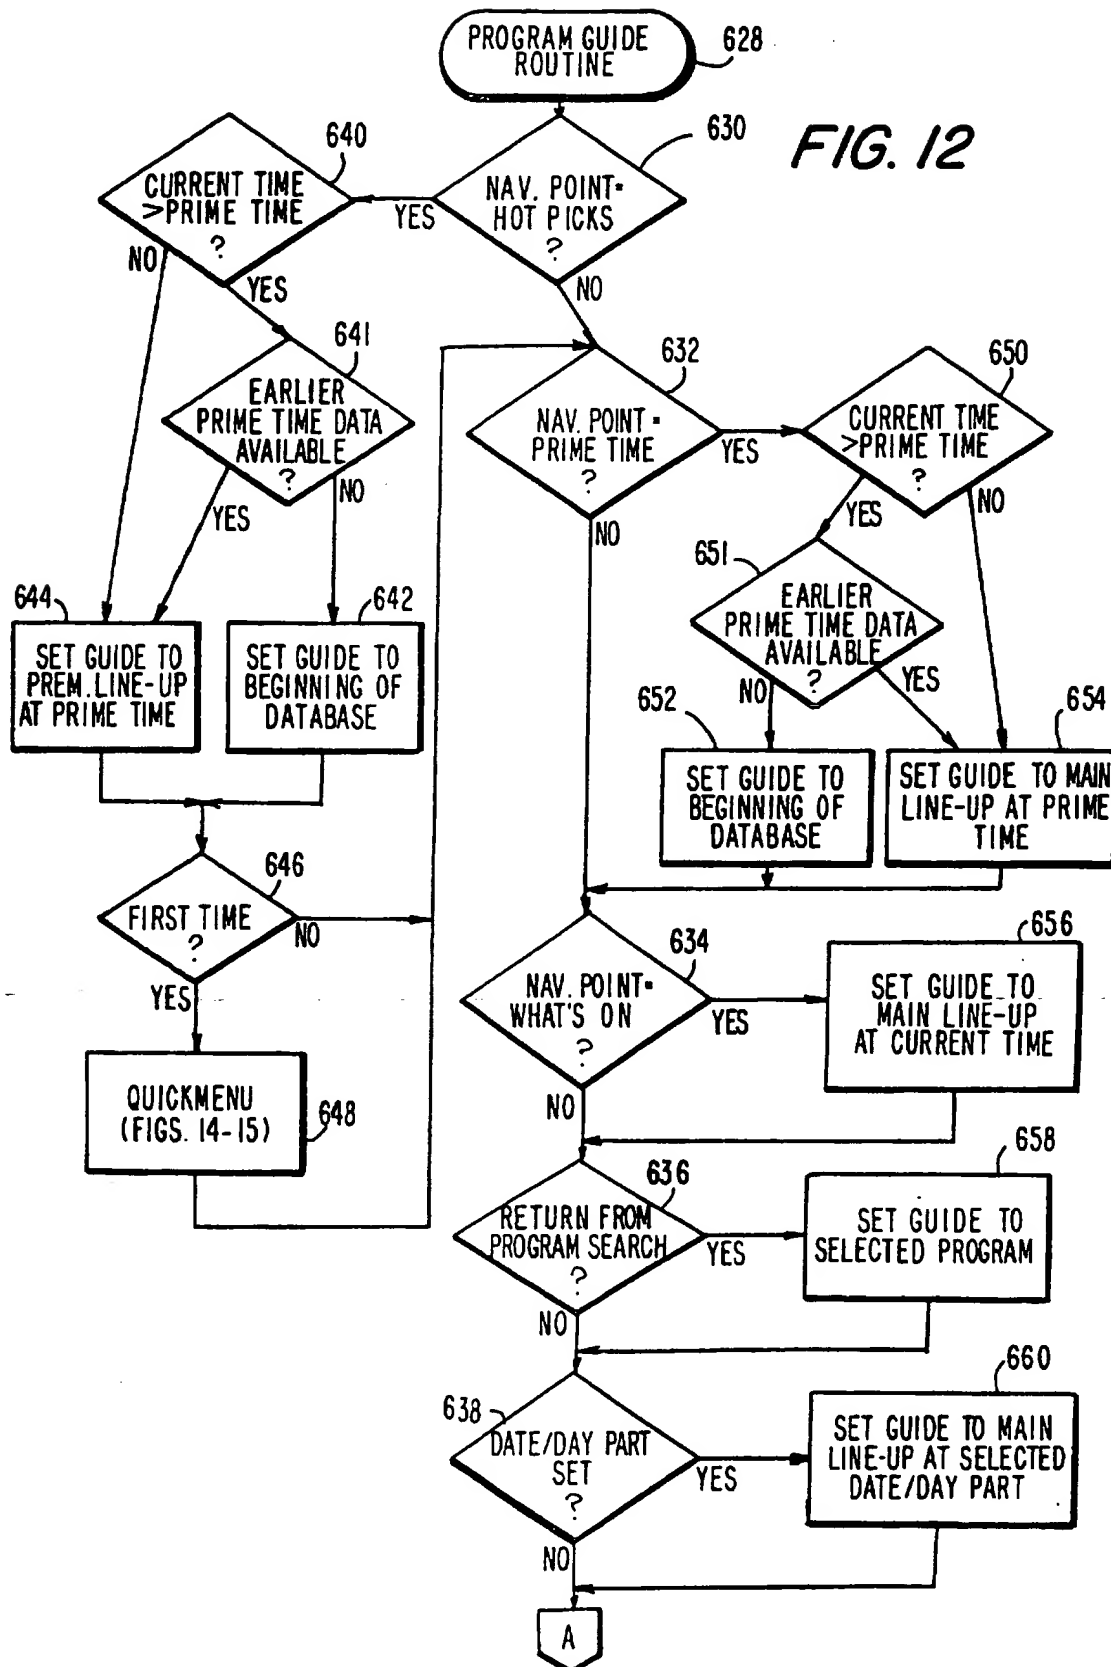 PROGRAM GUIDE
ROUTINE
628
FIG. 12
630
NAV. POINT=
HOT PICKS
?
YES
NO
640
CURRENT TIME
>PRIME TIME
?
NO
YES
641
EARLIER
PRIME TIME DATA
AVAILABLE
?
YES
NO
644
SET GUIDE TO
PREM. LINE-UP
AT PRIME TIME
642
SET GUIDE TO
BEGINNING OF
DATABASE
646
FIRST TIME
?
NO
YES
QUICKMENU
(FIGS. 14-15)
648
632
NAV. POINT=
PRIME TIME
?
YES
NO
650
CURRENT TIME
>PRIME TIME
?
YES
NO
651
EARLIER
PRIME TIME DATA
AVAILABLE
?
NO
YES
652
SET GUIDE TO
BEGINNING OF
DATABASE
654
SET GUIDE TO MAIN
LINE-UP AT PRIME
TIME
634
NAV. POINT=
WHAT'S ON
?
YES
NO
656
SET GUIDE TO
MAIN LINE-UP
AT CURRENT TIME
636
RETURN FROM
PROGRAM SEARCH
?
YES
NO
658
SET GUIDE TO
SELECTED PROGRAM
638
DATE/DAY PART
SET
?
YES
NO
660
SET GUIDE TO MAIN
LINE-UP AT SELECTED
DATE/DAY PART
A